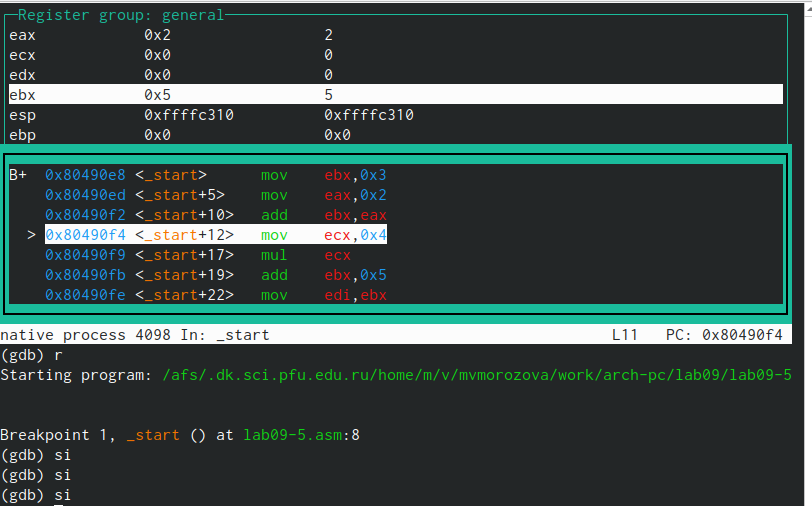 Register group: general
eax 0x2 2
ecx 0x0 0
edx 0x0 0
ebx 0x5 5
esp 0xffffc310 0xffffc310
ebp 0x0 0x0
B+ 0x80490e8 <_start> mov ebx,0x3
0x80490ed <_start+5> mov eax,0x2
0x80490f2 <_start+10> add ebx,eax
> 0x80490f4 <_start+12> mov ecx,0x4
0x80490f9 <_start+17> mul ecx
0x80490fb <_start+19> add ebx,0x5
0x80490fe <_start+22> mov edi,ebx
native process 4098 In: _start L11 PC: 0x80490f4
(gdb) r
Starting program: /afs/.dk.sci.pfu.edu.ru/home/m/v/mvmorozova/work/arch-pc/lab09/lab09-5
Breakpoint 1, _start () at lab09-5.asm:8
(gdb) si
(gdb) si
(gdb) si